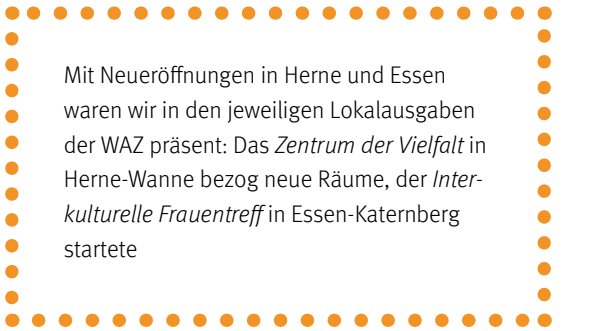 Mit Neueröffnungen in Herne und Essen
waren wir in den jeweiligen Lokalausgaben
der WAZ präsent: Das Zentrum der Vielfalt in
Herne-Wanne bezog neue Räume, der Inter-
kulturelle Frauentreff in Essen-Katernberg
startete